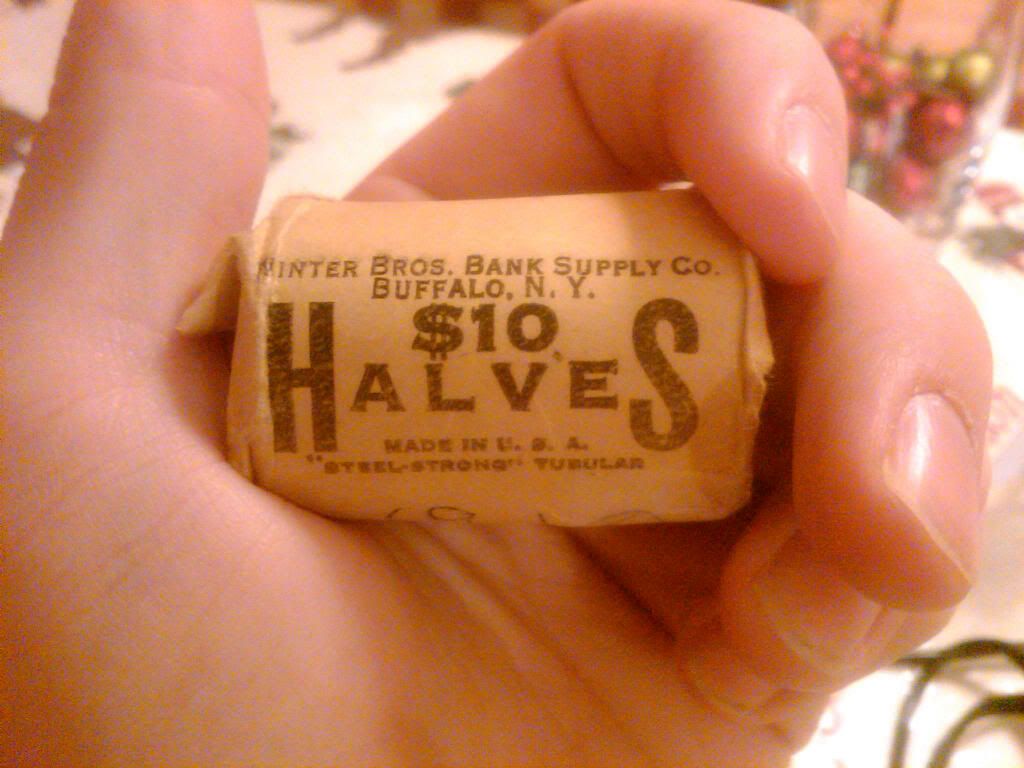 WINTER BROS. BANK SUPPLY CO.
BUFFALO, N. Y.
$10
HALVES
MADE IN U. S. A.
"STEEL-STRONG" TUBULAR